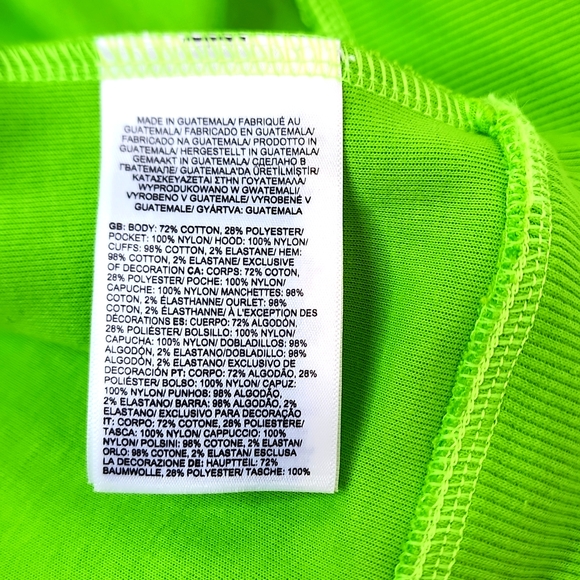 MADE IN GUATEMALA/ FABRIQUÉ AU
GUATEMALA/ FABRICADO EN GUATEMALA/
FABRICADO NA GUATEMALA/ PRODOTTO IN
GUATEMALA/ HERGESTELLT IN GUATEMALA/
GEMAAKT IN GUATEMALA/ СДЕЛАНО В
ГВАТЕМАЛЕ/ GUATEMALA'DA ÜRETİLMİŞTİR/
ΚΑΤΑΣΚΕΥΑΖΕΤΑΙ ΣΤΗΝ ΓΟΥΑΤΕΜΑΛΑ/
WYPRODUKOWANO W GWATEMALI/
VYROBENO V GUATEMALE/ VYROBENÉ V
GUATEMALE/ GYÁRTVA: GUATEMALA
GB: BODY: 72% COTTON, 28% POLYESTER/
POCKET: 100% NYLON/ HOOD: 100% NYLON/
CUFFS: 98% COTTON, 2% ELASTANE/ HEM:
98% COTTON, 2% ELASTANE/ EXCLUSIVE
OF DECORATION CA: CORPS: 72% COTON,
28% POLYESTER/ POCHE: 100% NYLON/
CAPUCHE: 100% NYLON/ MANCHETTES: 98%
COTON, 2% ÉLASTHANNE/ OURLET: 98%
COTON, 2% ÉLASTHANNE/ À L'EXCEPTION DES
DÉCORATIONS ES: CUERPO: 72% ALGODÓN,
28% POLIÉSTER/ BOLSILLO: 100% NYLON/
CAPUCHA: 100% NYLON/ DOBLADILLOS: 98%
ALGODÓN, 2% ELASTANO/ DOBLADILLO: 98%
ALGODÓN, 2% ELASTANO/ EXCLUSIVO DE
DECORACIÓN PT: CORPO: 72% ALGODÃO, 28%
POLIÉSTER/ BOLSO: 100% NYLON/ CAPUZ:
100% NYLON/ PUNHOS: 98% ALGODÃO,
2% ELASTANO/ BARRA: 98% ALGODÃO, 2%
ELASTANO/ EXCLUSIVO PARA DECORAÇÃO
IT: CORPO: 72% COTONE, 28% POLIESTERE/
TASCA: 100% NYLON/ CAPPUCCIO: 100%
NYLON/ POLSINI: 98% COTONE, 2% ELASTAN/
ORLO: 98% COTONE, 2% ELASTAN/ ESCLUSA
LA DECORAZIONE DE: HAUPTTEIL: 72%
BAUMWOLLE, 28% POLYESTER/ TASCHE: 100%